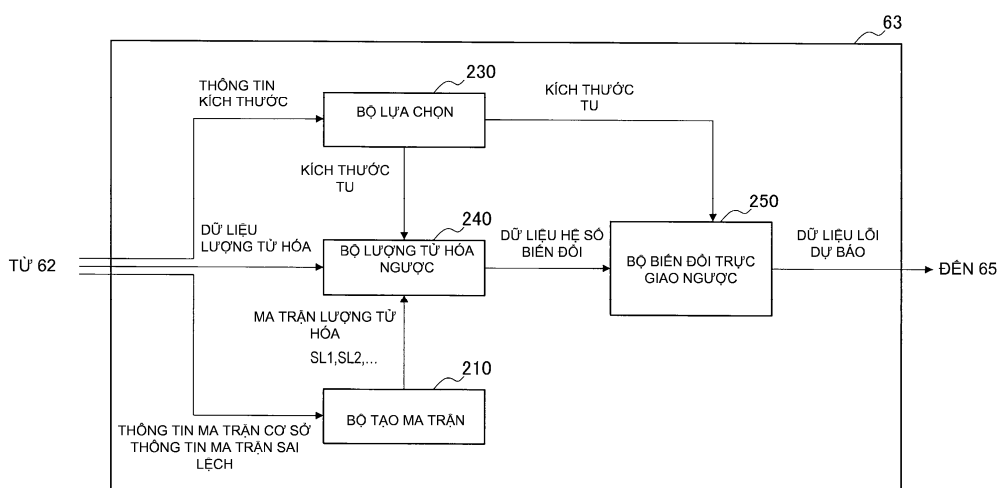 63
THÔNG TIN
KÍCH THƯỚC
230
BỘ LỰA CHỌN
KÍCH THƯỚC
TU
KÍCH THƯỚC
TU
DỮ LIỆU
LƯỢNG TỬ HÓA
240
BỘ LƯỢNG TỬ HÓA
NGƯỢC
DỮ LIỆU HỆ SỐ
BIẾN ĐỔI
250
BỘ BIẾN ĐỔI TRỰC
GIAO NGƯỢC
DỮ LIỆU LỖI
DỰ BÁO
TỪ 62
ĐẾN 65
MA TRẬN LƯỢNG TỬ
HÓA
SL1,SL2,...
210
BỘ TẠO MA TRẬN
THÔNG TIN MA TRẬN CƠ SỞ
THÔNG TIN MA TRẬN SAI
LỆCH